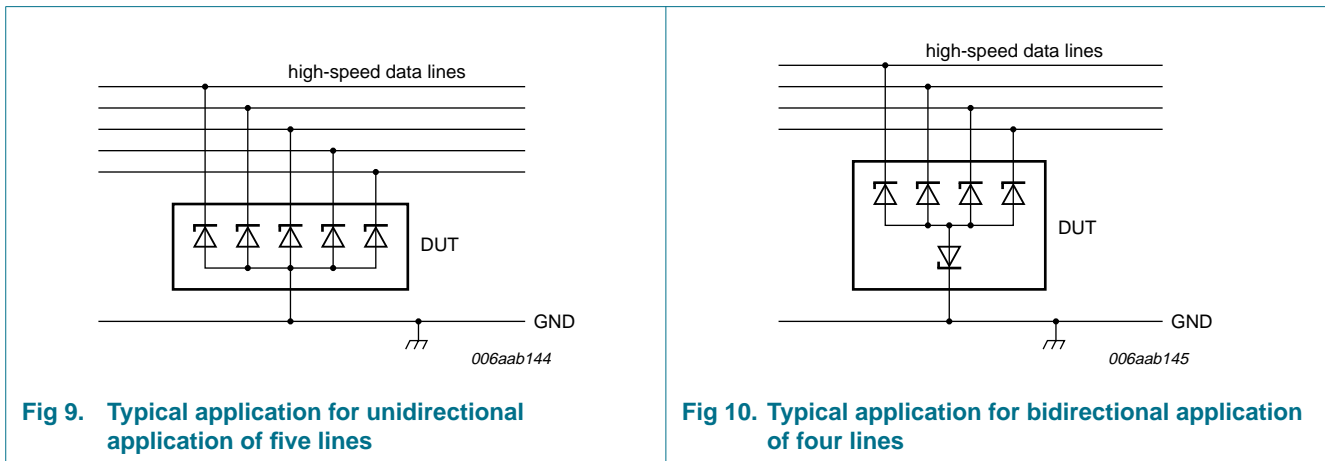 high-speed data lines
DUT
GND
006aab144
Fig 9. Typical application for unidirectional
application of five lines
high-speed data lines
DUT
GND
006aab145
Fig 10. Typical application for bidirectional application
of four lines